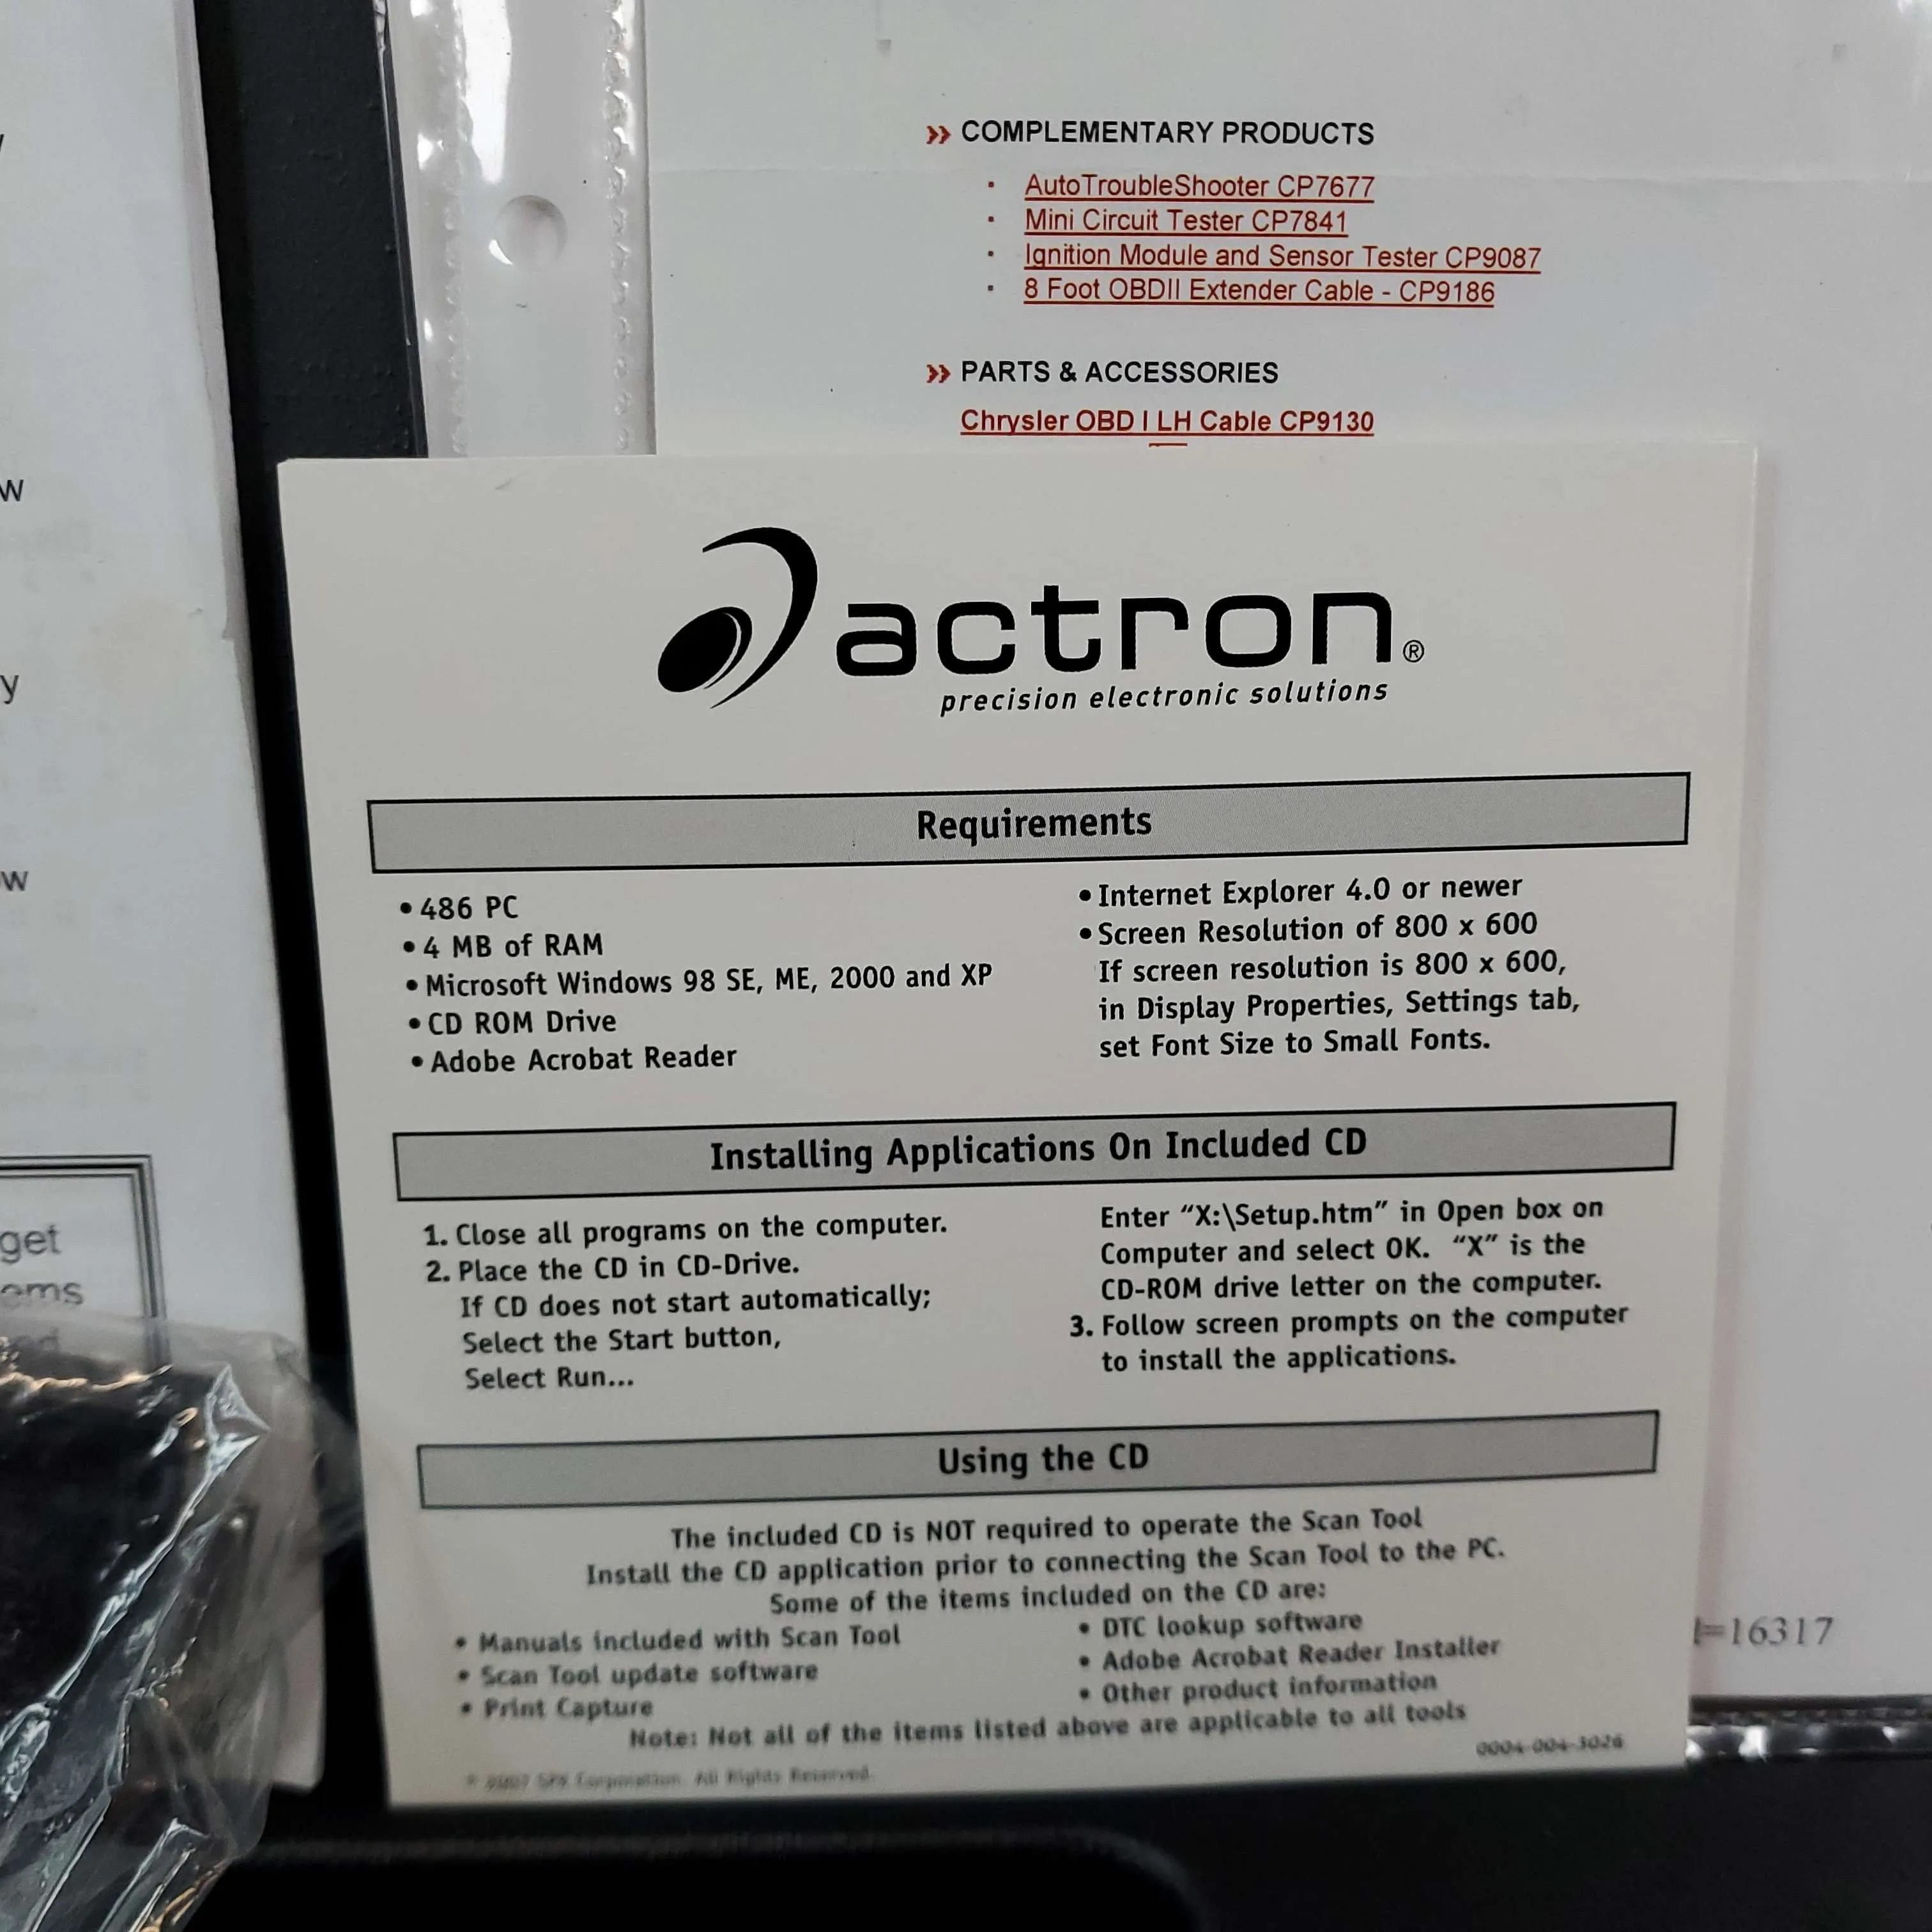 » COMPLEMENTARY PRODUCTS
· AutoTroubleShooter CP7677
· Mini Circuit Tester CP7841
· Ignition Module and Sensor Tester CP9087
· 8 Foot OBDII Extender Cable - CP9186
» PARTS & ACCESSORIES
Chrysler OBD I LH Cable CP9130
w
y
w
get
ems
actron®
precision electronic solutions
Requirements
• 486 PC
• 4 MB of RAM
• Microsoft Windows 98 SE, ME, 2000 and XP
• CD ROM Drive
• Adobe Acrobat Reader
• Internet Explorer 4.0 or newer
• Screen Resolution of 800 x 600
If screen resolution is 800 x 600,
in Display Properties, Settings tab,
set Font Size to Small Fonts.
Installing Applications On Included CD
1. Close all programs on the computer.
2. Place the CD in CD-Drive.
If CD does not start automatically;
Select the Start button,
Select Run...
Enter “X:\Setup.htm” in Open box on
Computer and select OK. “X” is the
CD-ROM drive letter on the computer.
3. Follow screen prompts on the computer
to install the applications.
Using the CD
The included CD is NOT required to operate the Scan Tool
Install the CD application prior to connecting the Scan Tool to the PC.
Some of the items included on the CD are:
• Manuals included with Scan Tool
• Scan Tool update software
• Print Capture
• DTC lookup software
• Adobe Acrobat Reader Installer
• Other product information
Note: Not all of the items listed above are applicable to all tools
0004-004-3026
© 2007 SPX Corporation. All Rights Reserved.
=16317